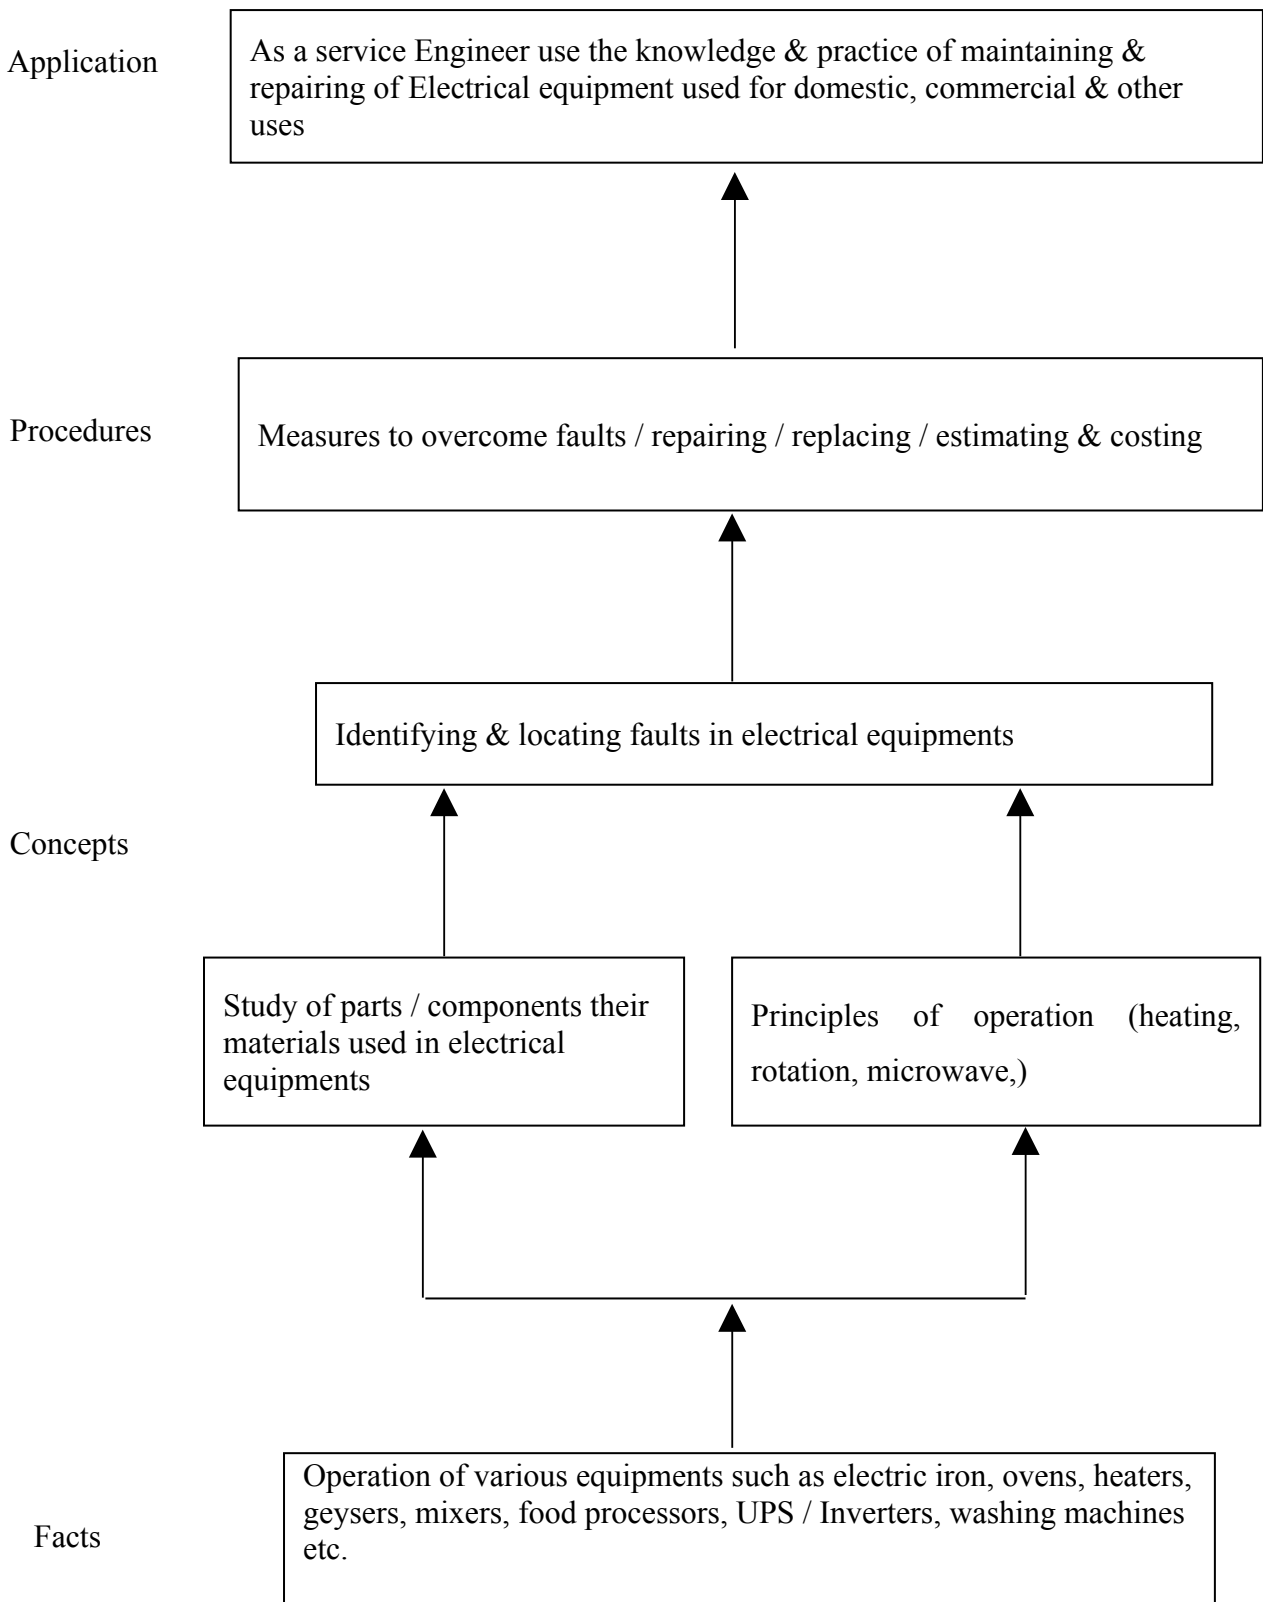 Application
As a service Engineer use the knowledge & practice of maintaining &
repairing of Electrical equipment used for domestic, commercial & other
uses
Procedures
Measures to overcome faults / repairing / replacing / estimating & costing
Identifying & locating faults in electrical equipments
Concepts
Study of parts / components their
materials used in electrical
equipments
Principles of operation (heating,
rotation, microwave,)
Operation of various equipments such as electric iron, ovens, heaters,
geysers, mixers, food processors, UPS / Inverters, washing machines
etc.
Facts